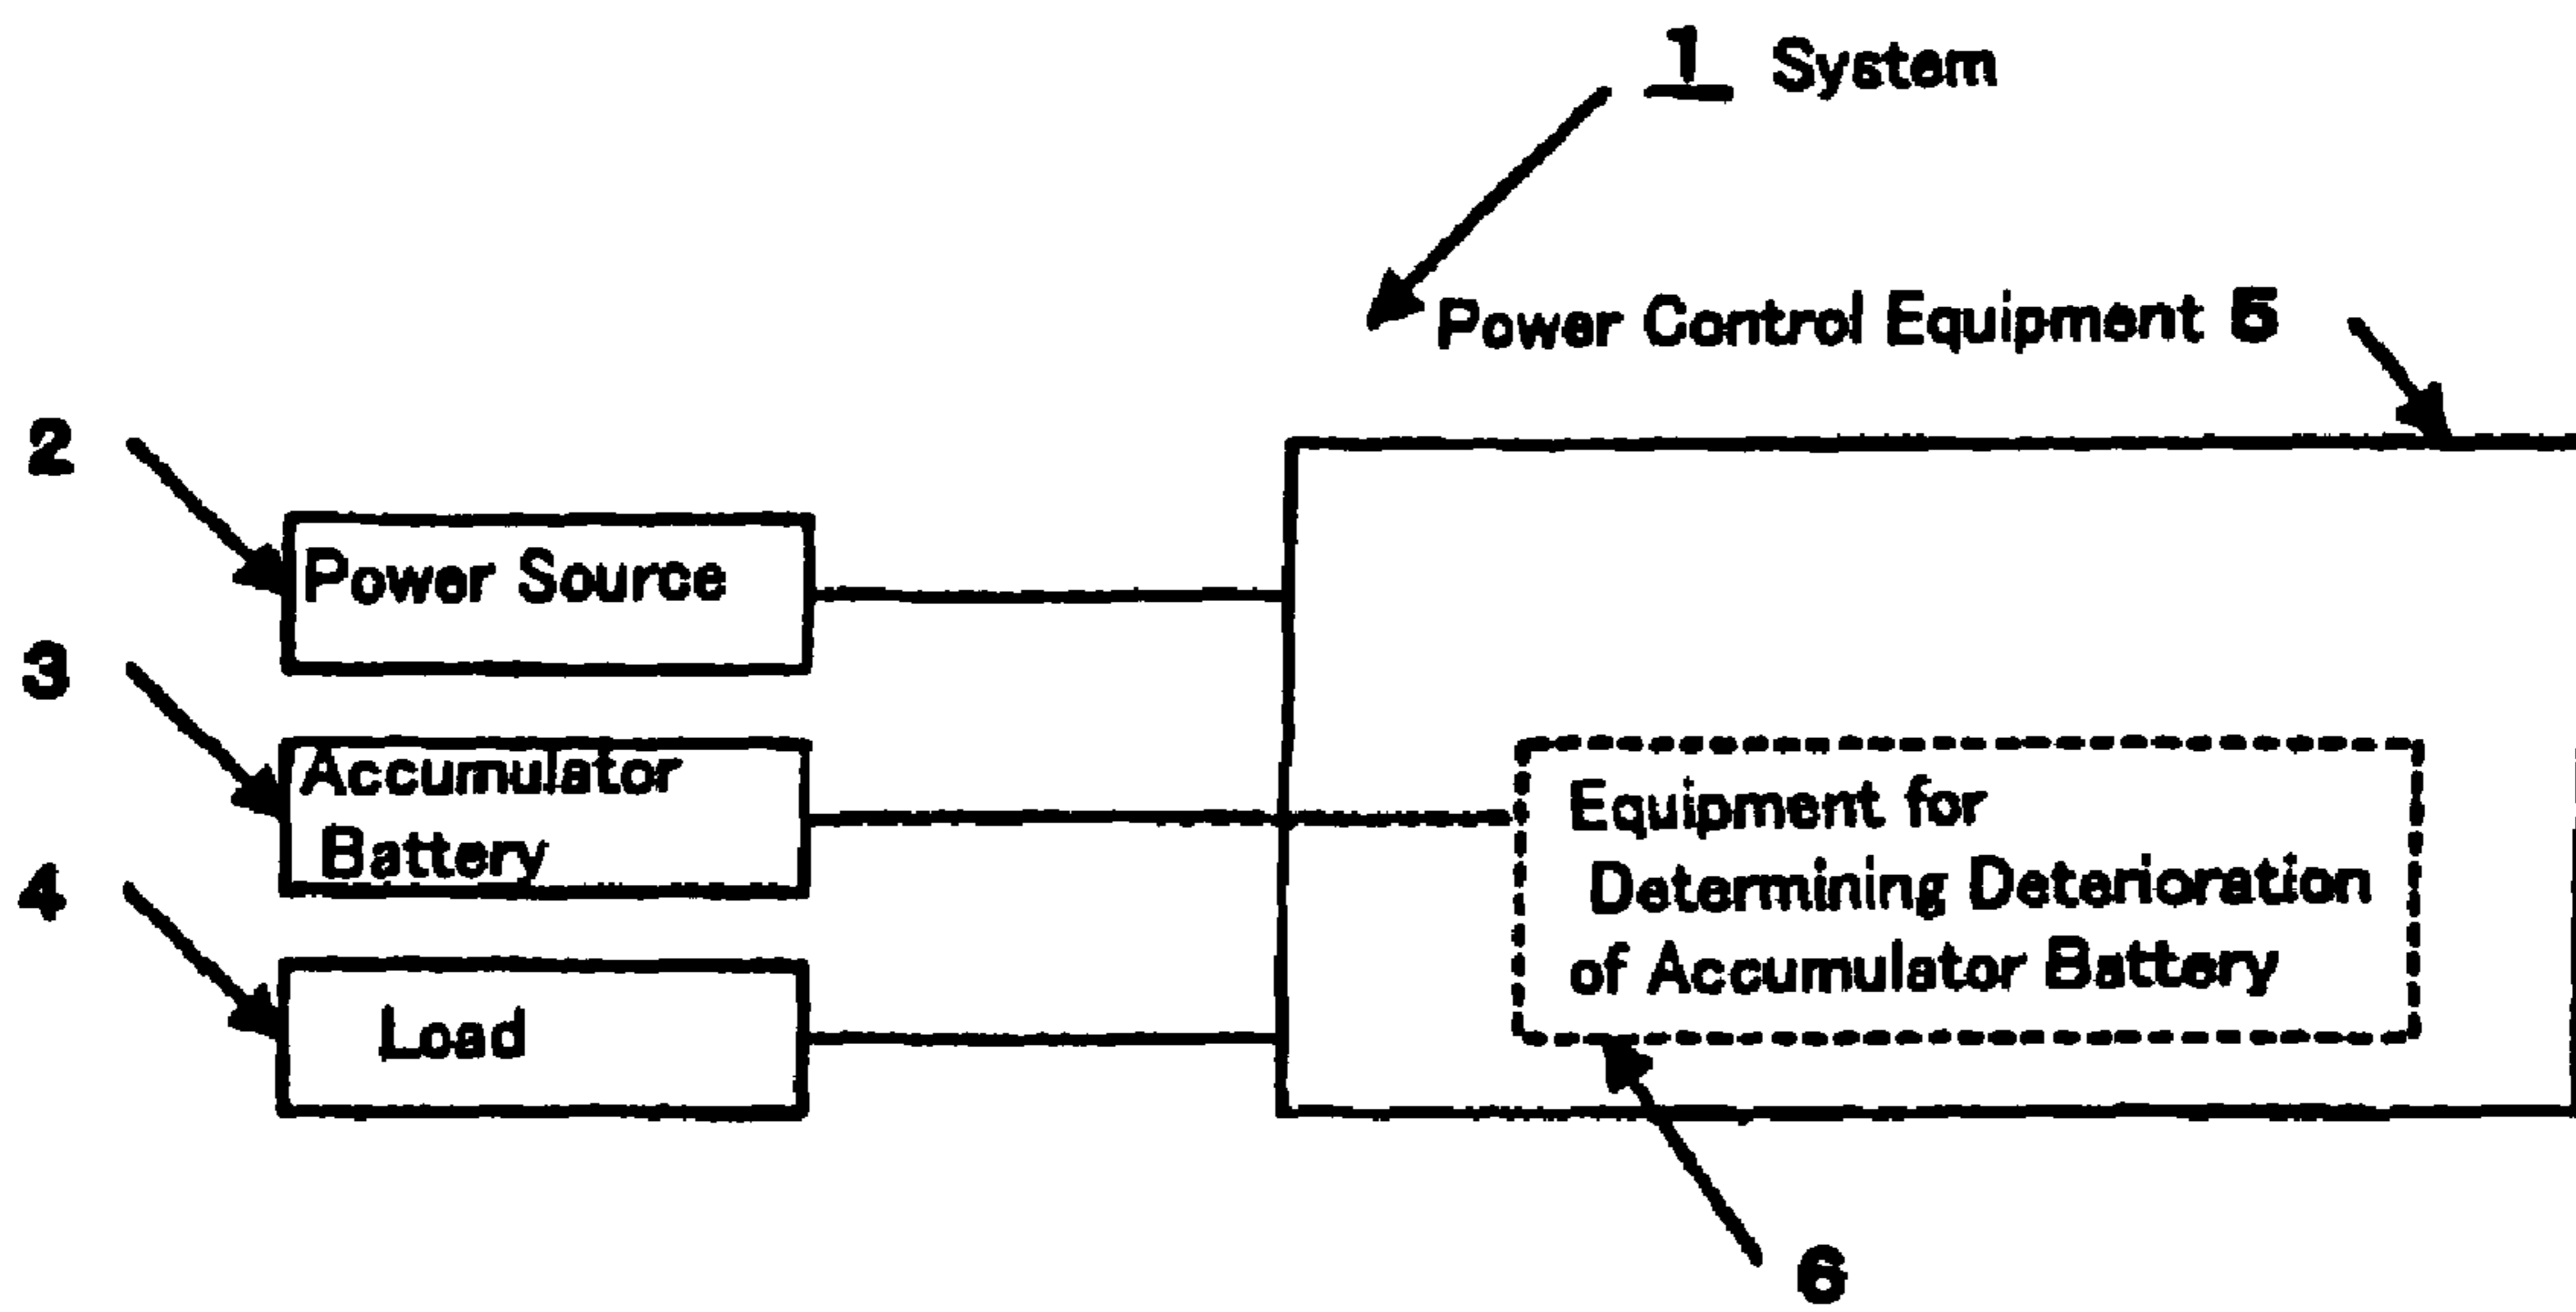 1 System
Power Control Equipment 5
2
Power Source
3
Accumulator
Battery
4
Load
Equipment for
Determining Deterioration
of Accumulator Battery
6